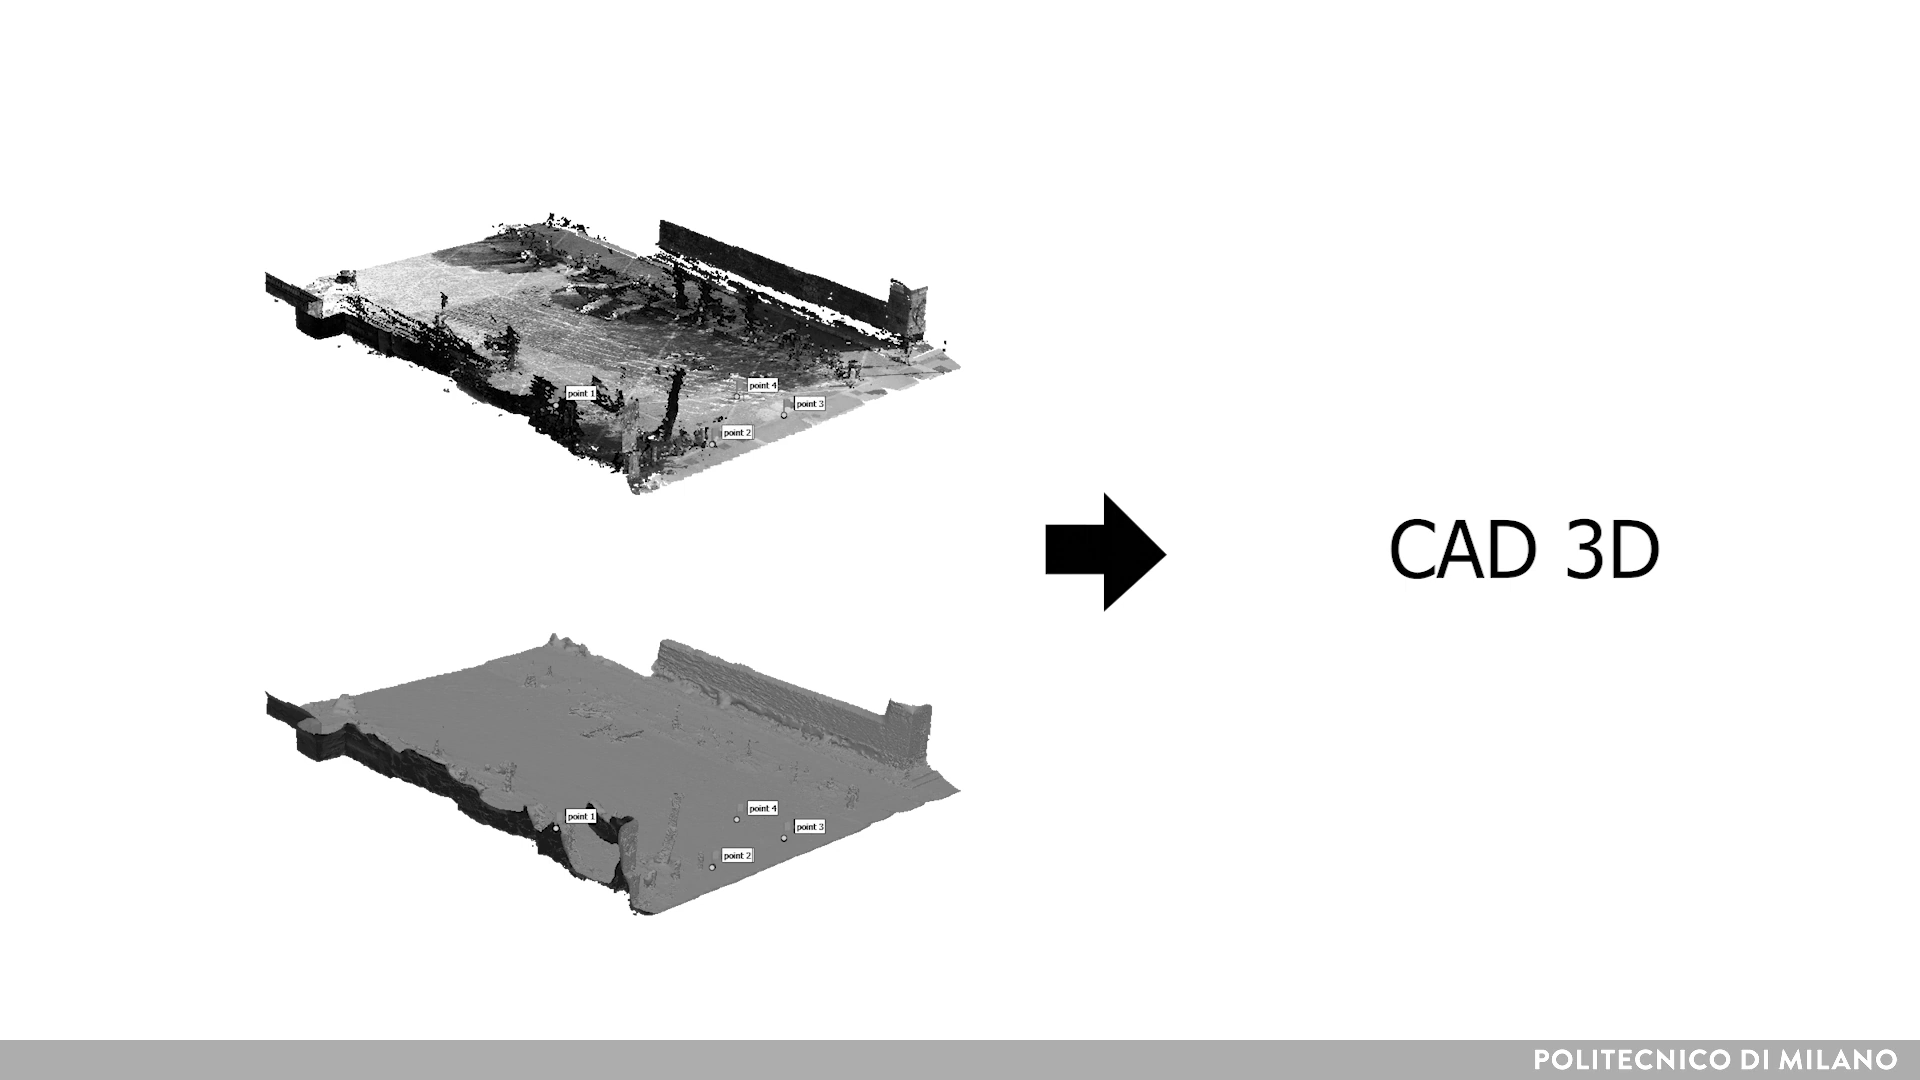 point 4
point 1
point 3
point 2
CAD 3D
point 4
point 1
point 3
point 2
POLITECNICO DI MILANO